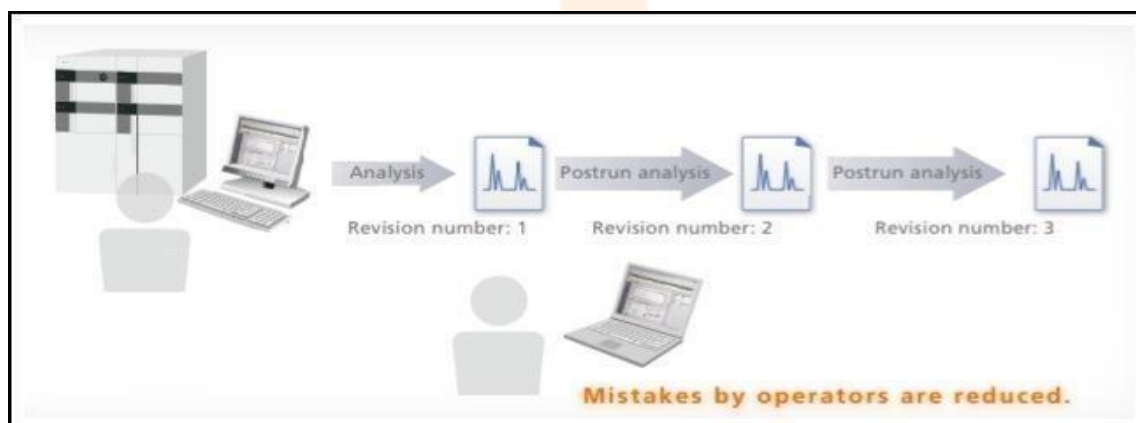 Analysis
Postrun analysis
Postrun analysis
Revision number: 1
Revision number: 2
Revision number: 3
Mistakes by operators are reduced.